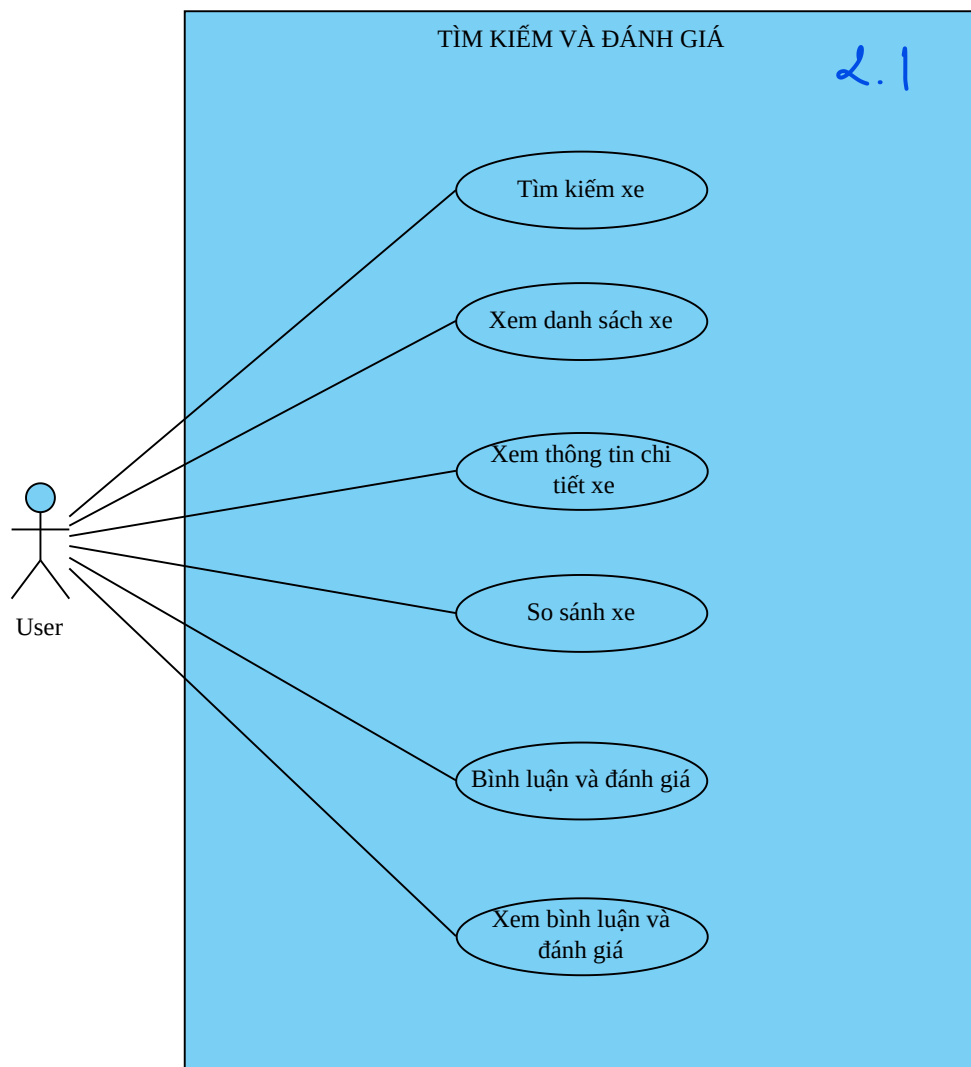 TÌM KIẾM VÀ ĐÁNH GIÁ
2.1
Tìm kiếm xe
Xem danh sách xe
Xem thông tin chi
tiết xe
So sánh xe
User
Bình luận và đánh giá
Xem bình luận và
đánh giá